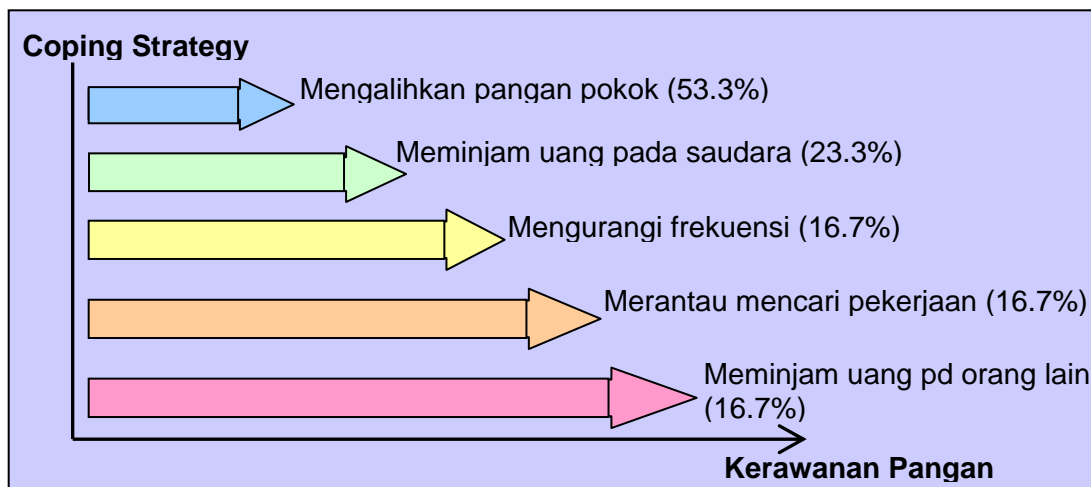 Coping Strategy
Mengalihkan pangan pokok (53.3%)
Meminjam uang pada saudara (23.3%)
Mengurangi frekuensi (16.7%)
Merantau mencari pekerjaan (16.7%)
Meminjam uang pd orang lain
(16.7%)
Kerawanan Pangan